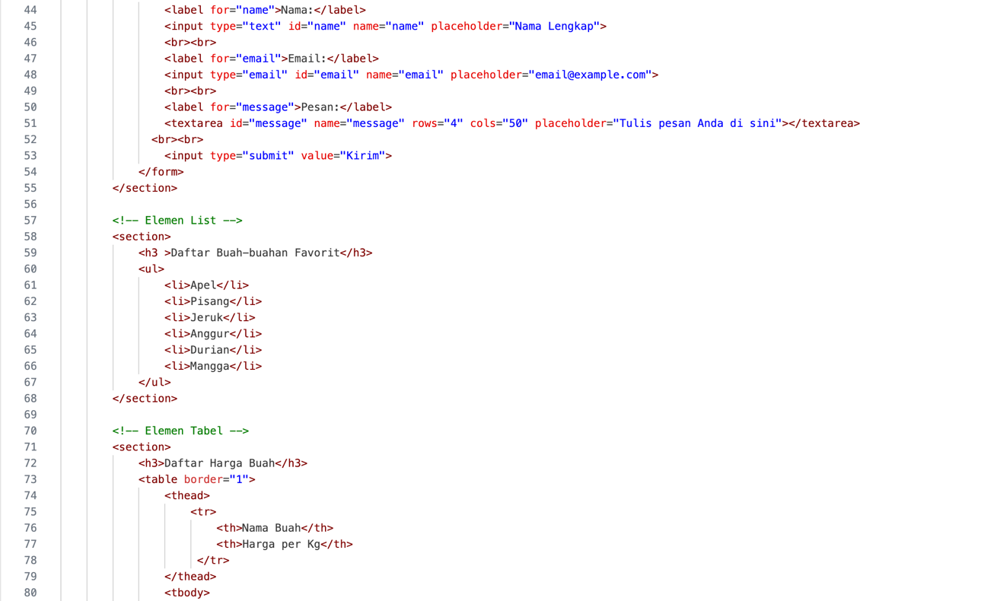 44 <label for="name">Nama:</label>
45 <input type="text" id="name" name="name" placeholder="Nama Lengkap">
46 <br><br>
47 <label for="email">Email:</label>
48 <input type="email" id="email" name="email" placeholder="email@example.com">
49 <br><br>
50 <label for="message">Pesan:</label>
51 <textarea id="message" name="message" rows="4" cols="50" placeholder="Tulis pesan Anda di sini"></textarea>
52 <br><br>
53 <input type="submit" value="Kirim">
54 </form>
55 </section>
56
57 <!-- Elemen List -->
58 <section>
59 <h3 >Daftar Buah-buahan Favorit</h3>
60 <ul>
61 <li>Apel</li>
62 <li>Pisang</li>
63 <li>Jeruk</li>
64 <li>Anggur</li>
65 <li>Durian</li>
66 <li>Mangga</li>
67 </ul>
68 </section>
69
70 <!-- Elemen Tabel -->
71 <section>
72 <h3>Daftar Harga Buah</h3>
73 <table border="1">
74 <thead>
75 <tr>
76 <th>Nama Buah</th>
77 <th>Harga per Kg</th>
78 </tr>
79 </thead>
80 <tbody>